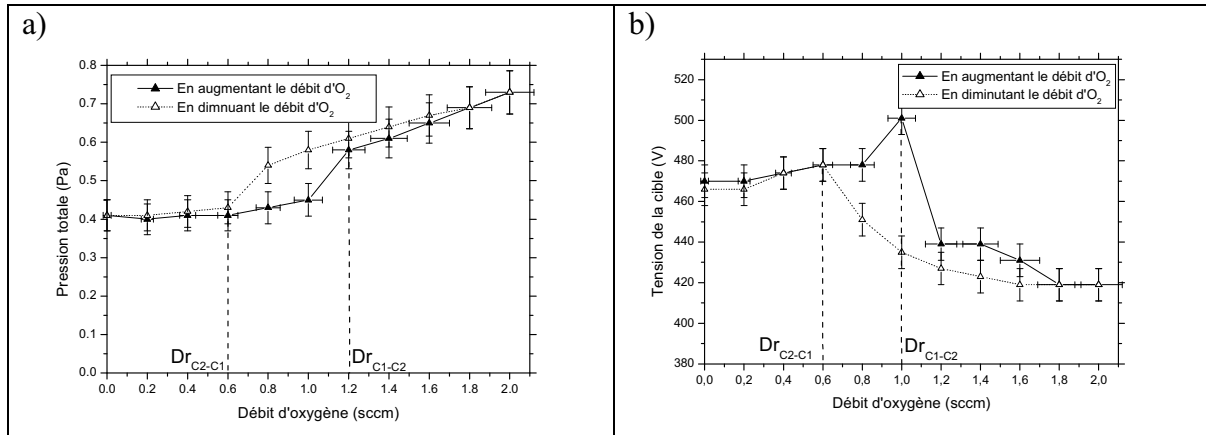 a)
Pression totale (Pa)
0.8
0.7
0.6
0.5
0.4
0.3
0.2
0.1
0.0
En augmentant le débit d'O₂
En dimnuant le débit d'O₂
Dr_C2-C1
Dr_C1-C2
0.0 0.2 0.4 0.6 0.8 1.0 1.2 1.4 1.6 1.8 2.0
Débit d'oxygène (sccm)
b)
Tension de la cible (V)
520
500
480
460
440
420
400
380
En augmentant le débit d'O₂
En diminutant le débit d'O₂
Dr_C2-C1
Dr_C1-C2
0,0 0,2 0,4 0,6 0,8 1,0 1,2 1,4 1,6 1,8 2,0
Débit d'oxygène (sccm)